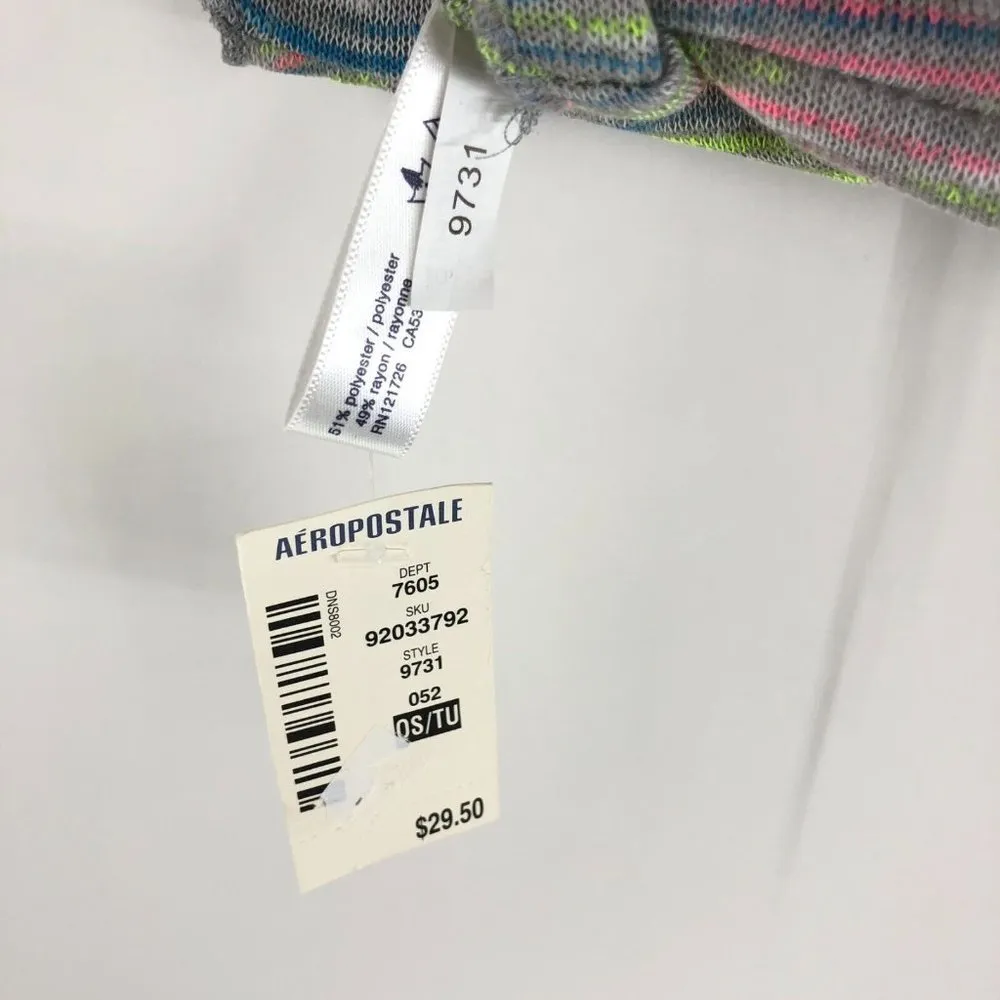 9731
51% polyester / polyester
49% rayon / rayonne
RN121726 CA53
AÉROPOSTALE
DEPT
7605
SKU
92033792
STYLE
9731
052
OS/TU
DNS8002
$29.50